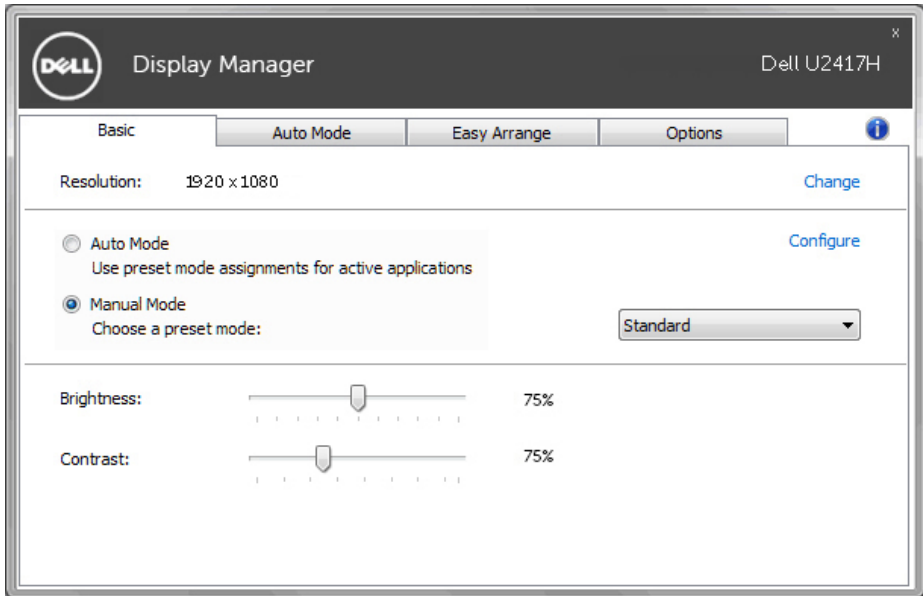 x
DELL
Display Manager
Dell U2417H
Basic
Auto Mode
Easy Arrange
Options
i
Resolution: 1920 x 1080
Change
Auto Mode
Configure
Use preset mode assignments for active applications
Manual Mode
Choose a preset mode:
Standard
Brightness: 75%
Contrast: 75%